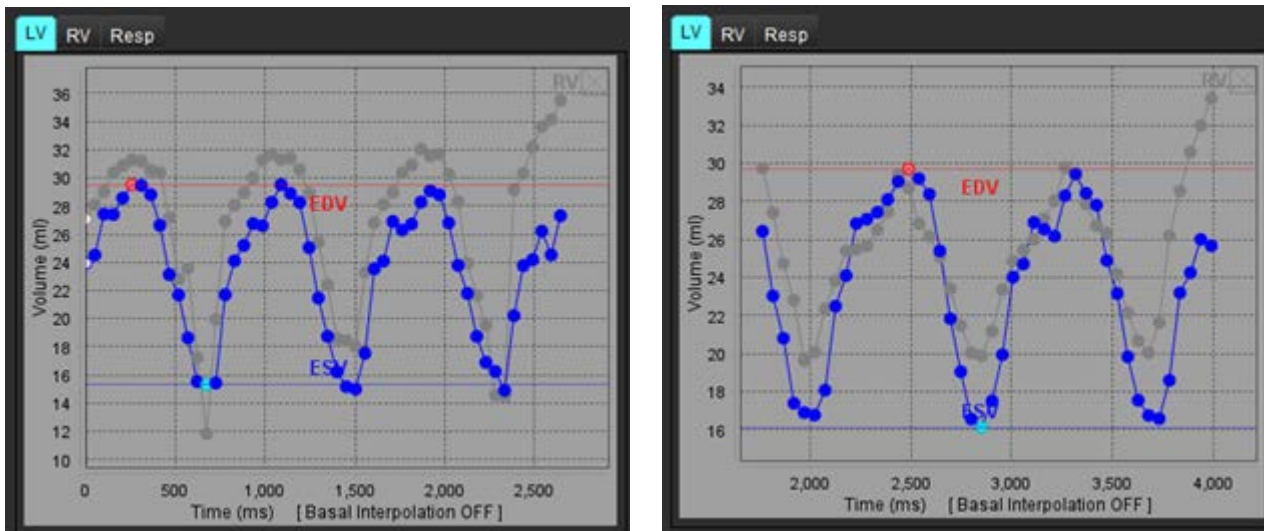 LV RV Resp
RV
36
34
32
30
28
26
24
22
20
18
16
14
12
10
Volume (ml)
EDV
ESV
0 500 1,000 1,500 2,000 2,500
Time (ms) [ Basal Interpolation OFF ]
LV RV Resp
RV
34
32
30
28
26
24
22
20
18
16
Volume (ml)
EDV
ESV
2,000 2,500 3,000 3,500 4,000
Time (ms) [ Basal Interpolation OFF ]